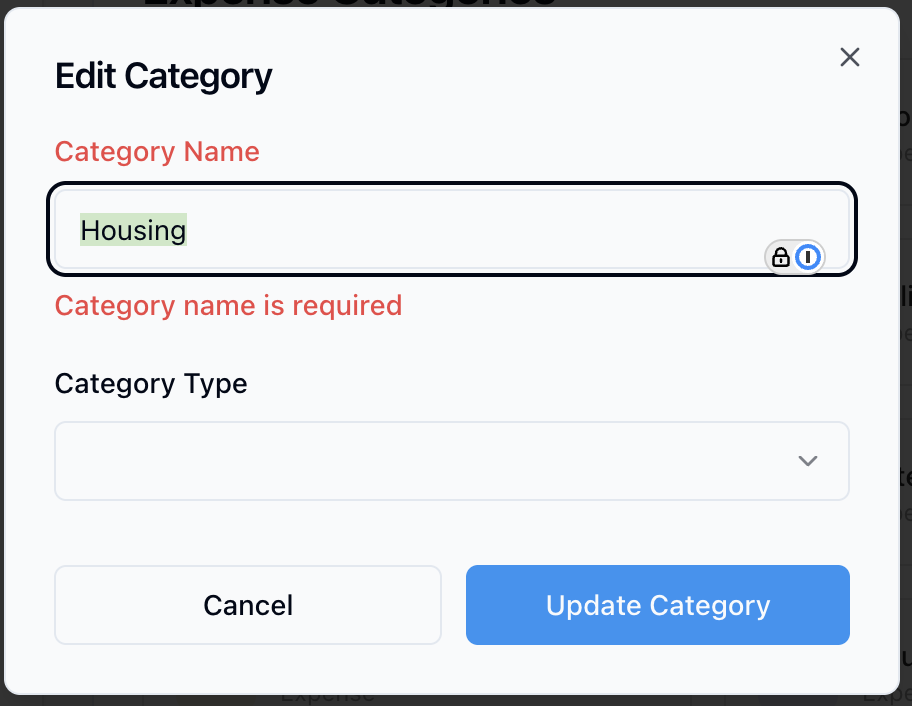 Expense Categories
Edit Category
Category Name
Housing
Category name is required
Category Type
Cancel
Update Category
Expense